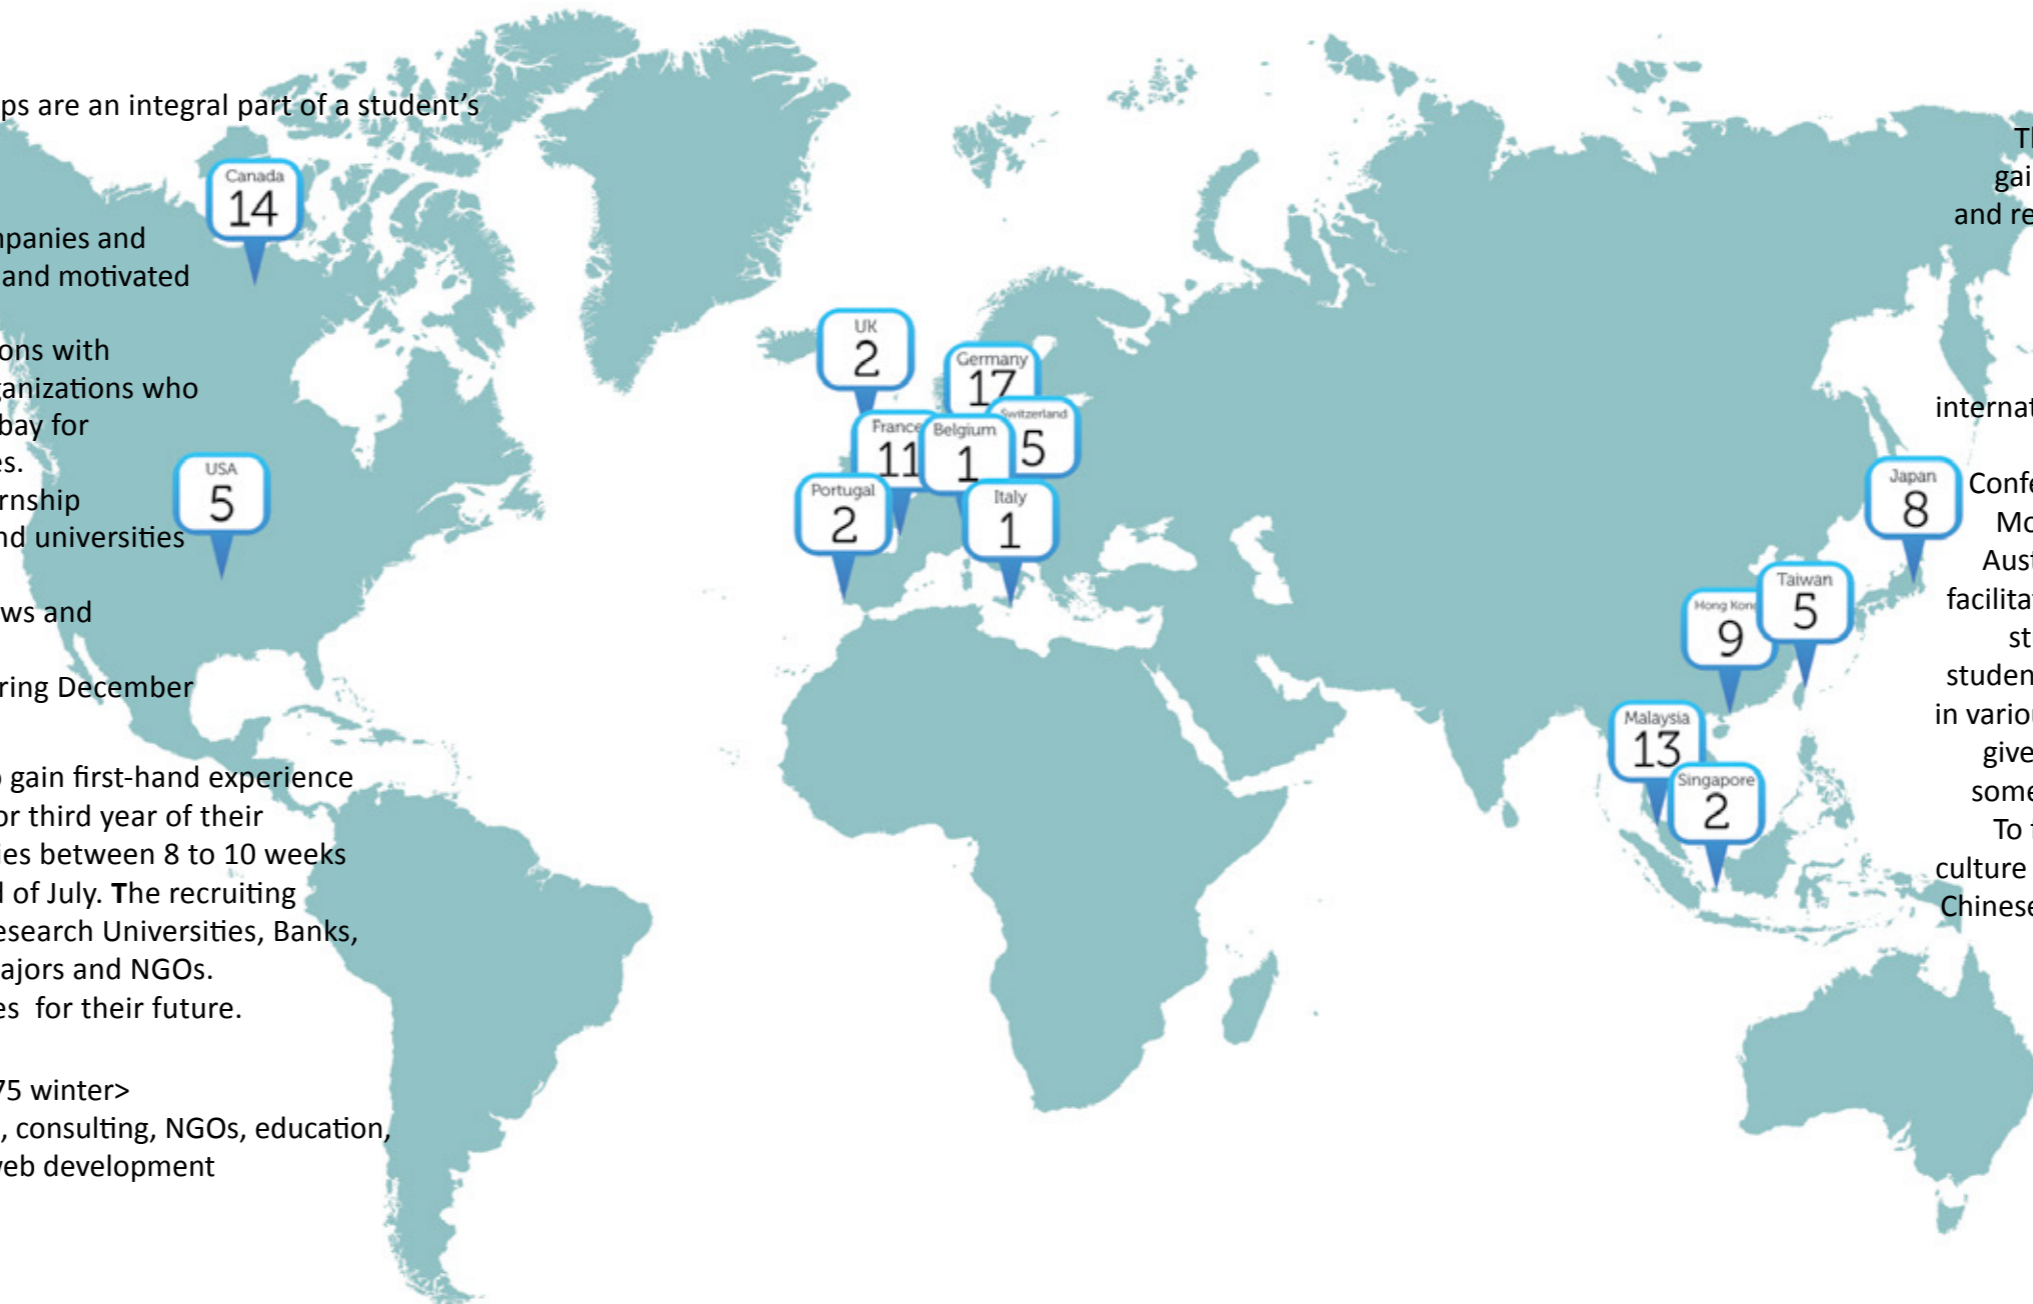 ps are an integral part of a student's
mpanies and
and motivated
ons with
ganizations who
bay for
es.
rnship
nd universities
ws and
ring December
o gain first-hand experience
or third year of their
ies between 8 to 10 weeks
d of July. The recruiting
esearch Universities, Banks,
ajors and NGOs.
es for their future.
75 winter>
, consulting, NGOs, education,
web development
Canada
14
USA
5
UK
2
Germany
17
Switzerland
5
France
11
Belgium
1
Portugal
2
Italy
1
Japan
8
Taiwan
5
Hong Kong
9
Malaysia
13
Singapore
2
Th
gai
and re
internat
Confe
Mo
Aust
facilita
st
studen
in vario
give
some
To f
culture
Chinese